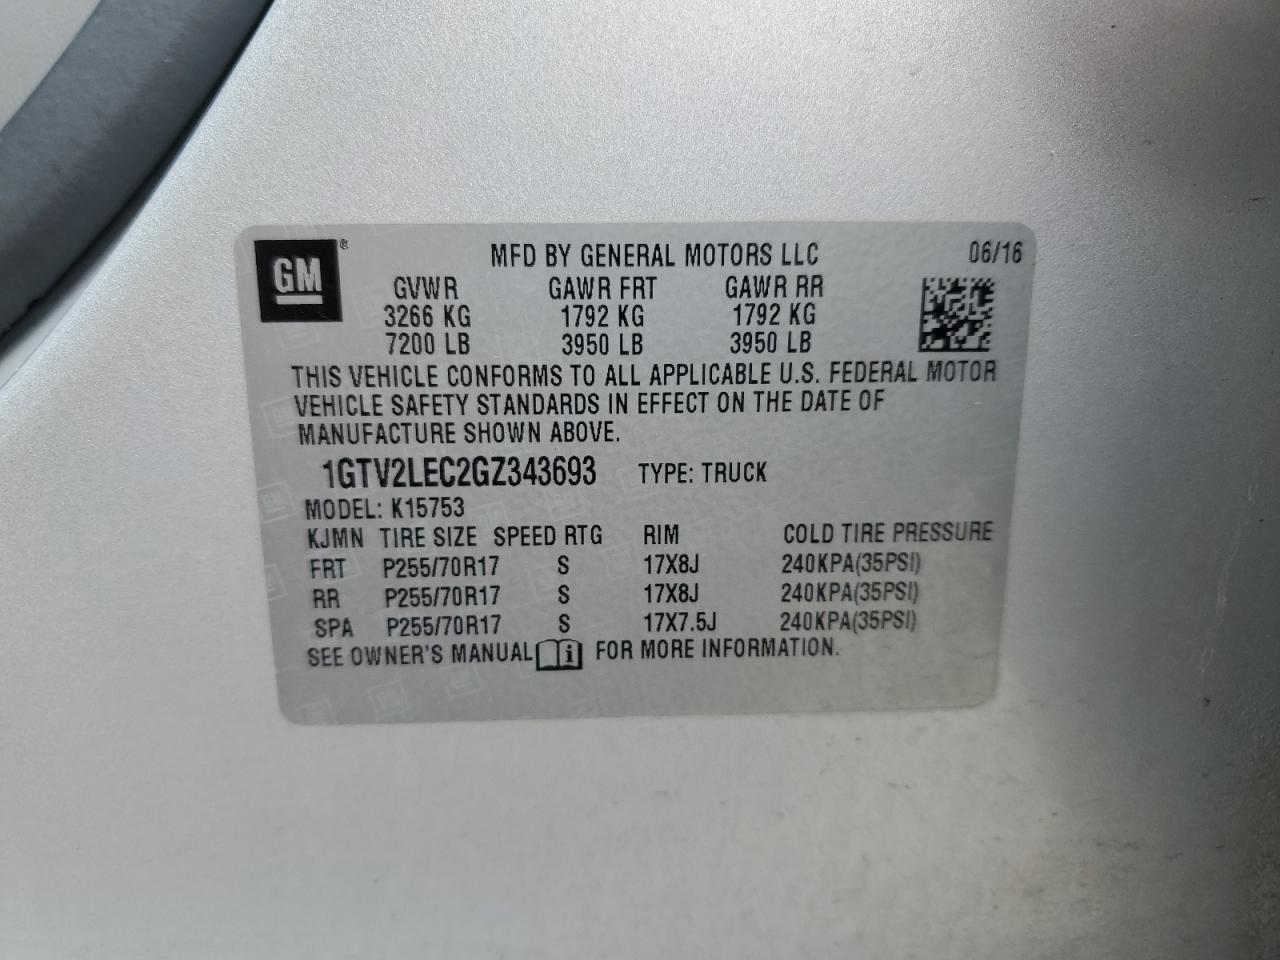 GM®
MFD BY GENERAL MOTORS LLC 06/16
GVWR GAWR FRT GAWR RR
3266 KG 1792 KG 1792 KG
7200 LB 3950 LB 3950 LB
THIS VEHICLE CONFORMS TO ALL APPLICABLE U.S. FEDERAL MOTOR
VEHICLE SAFETY STANDARDS IN EFFECT ON THE DATE OF
MANUFACTURE SHOWN ABOVE.
1GTV2LEC2GZ343693 TYPE: TRUCK
MODEL: K15753
KJMN TIRE SIZE SPEED RTG RIM COLD TIRE PRESSURE
FRT P255/70R17 S 17X8J 240KPA(35PSI)
RR P255/70R17 S 17X8J 240KPA(35PSI)
SPA P255/70R17 S 17X7.5J 240KPA(35PSI)
SEE OWNER'S MANUAL i FOR MORE INFORMATION.